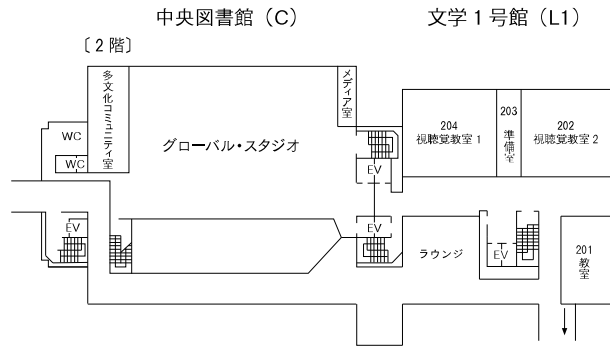 中央図書館（C）
文学１号館（L1）
〔２階〕
多文化コミュニティ室
メディア室
WC
WC
グローバル・スタジオ
EV
204
視聴覚教室 1
203
準備室
202
視聴覚教室 2
EV
EV
ラウンジ
EV
201
教室